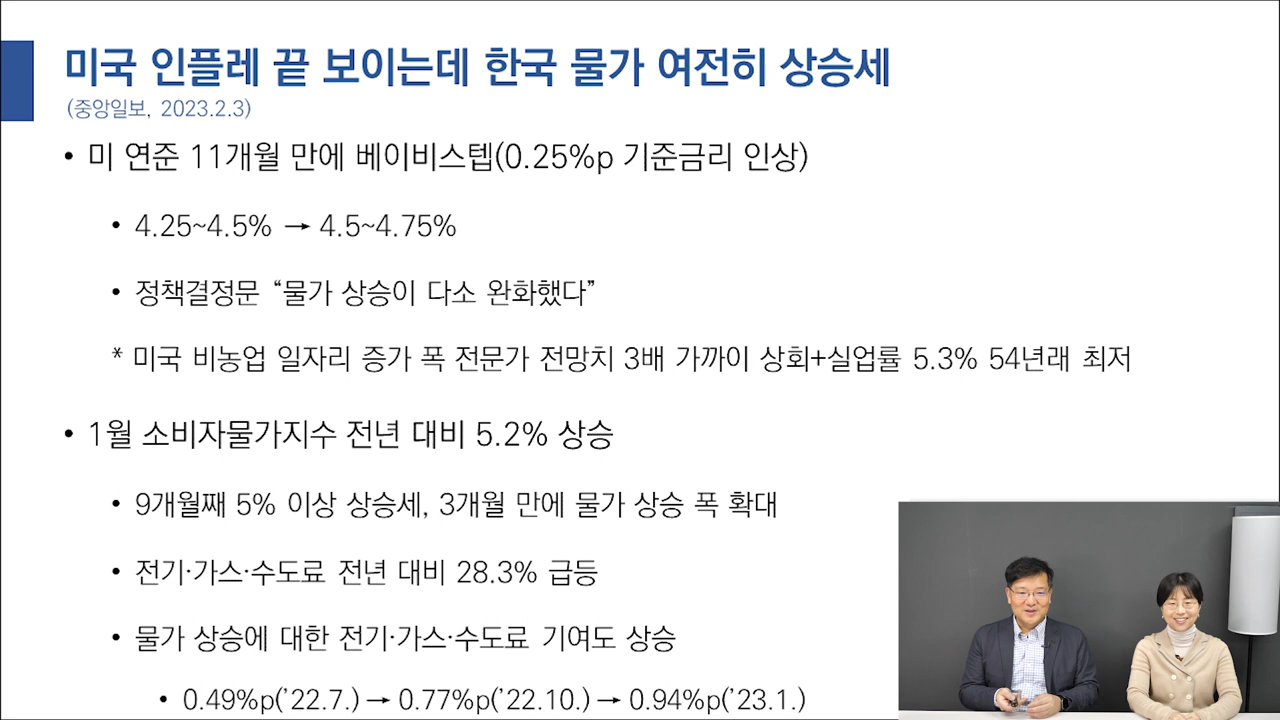 미국 인플레 끝 보이는데 한국 물가 여전히 상승세
(중앙일보, 2023.2.3)
• 미 연준 11개월 만에 베이비스텝(0.25%p 기준금리 인상)
• 4.25~4.5% → 4.5~4.75%
• 정책결정문 “물가 상승이 다소 완화했다”
* 미국 비농업 일자리 증가 폭 전문가 전망치 3배 가까이 상회+실업률 5.3% 54년래 최저
• 1월 소비자물가지수 전년 대비 5.2% 상승
• 9개월째 5% 이상 상승세, 3개월 만에 물가 상승 폭 확대
• 전기·가스·수도료 전년 대비 28.3% 급등
• 물가 상승에 대한 전기·가스·수도료 기여도 상승
• 0.49%p(’22.7.) → 0.77%p(’22.10.) → 0.94%p(’23.1.)